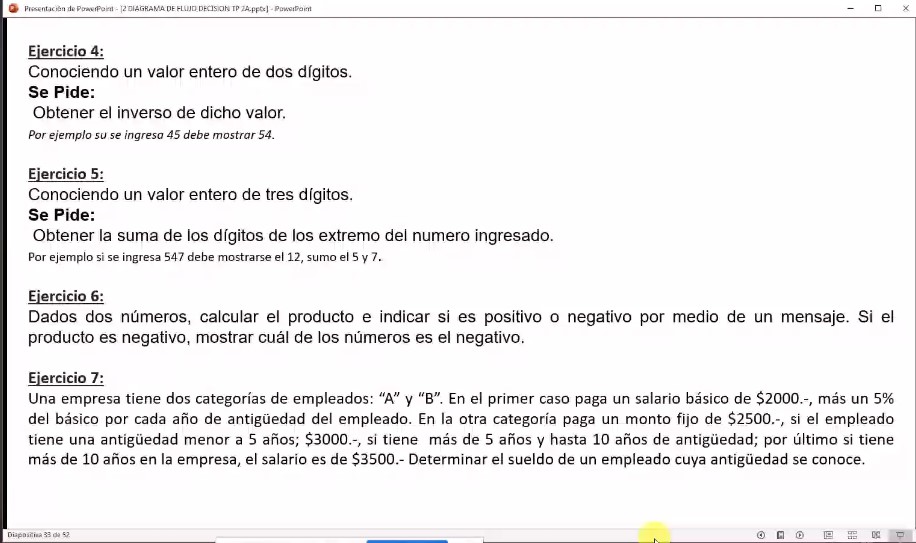 Presentación de PowerPoint - [2 DIAGRAMA DE FLUJO DECISION TP 2A.pptx] - PowerPoint
Ejercicio 4:
Conociendo un valor entero de dos dígitos.
Se Pide:
Obtener el inverso de dicho valor.
Por ejemplo su se ingresa 45 debe mostrar 54.
Ejercicio 5:
Conociendo un valor entero de tres dígitos.
Se Pide:
Obtener la suma de los dígitos de los extremo del numero ingresado.
Por ejemplo si se ingresa 547 debe mostrarse el 12, sumo el 5 y 7.
Ejercicio 6:
Dados dos números, calcular el producto e indicar si es positivo o negativo por medio de un mensaje. Si el
producto es negativo, mostrar cuál de los números es el negativo.
Ejercicio 7:
Una empresa tiene dos categorías de empleados: “A” y “B”. En el primer caso paga un salario básico de $2000.-, más un 5%
del básico por cada año de antigüedad del empleado. En la otra categoría paga un monto fijo de $2500.-, si el empleado
tiene una antigüedad menor a 5 años; $3000.-, si tiene más de 5 años y hasta 10 años de antigüedad; por último si tiene
más de 10 años en la empresa, el salario es de $3500.- Determinar el sueldo de un empleado cuya antigüedad se conoce.
Diapositiva 33 de 52